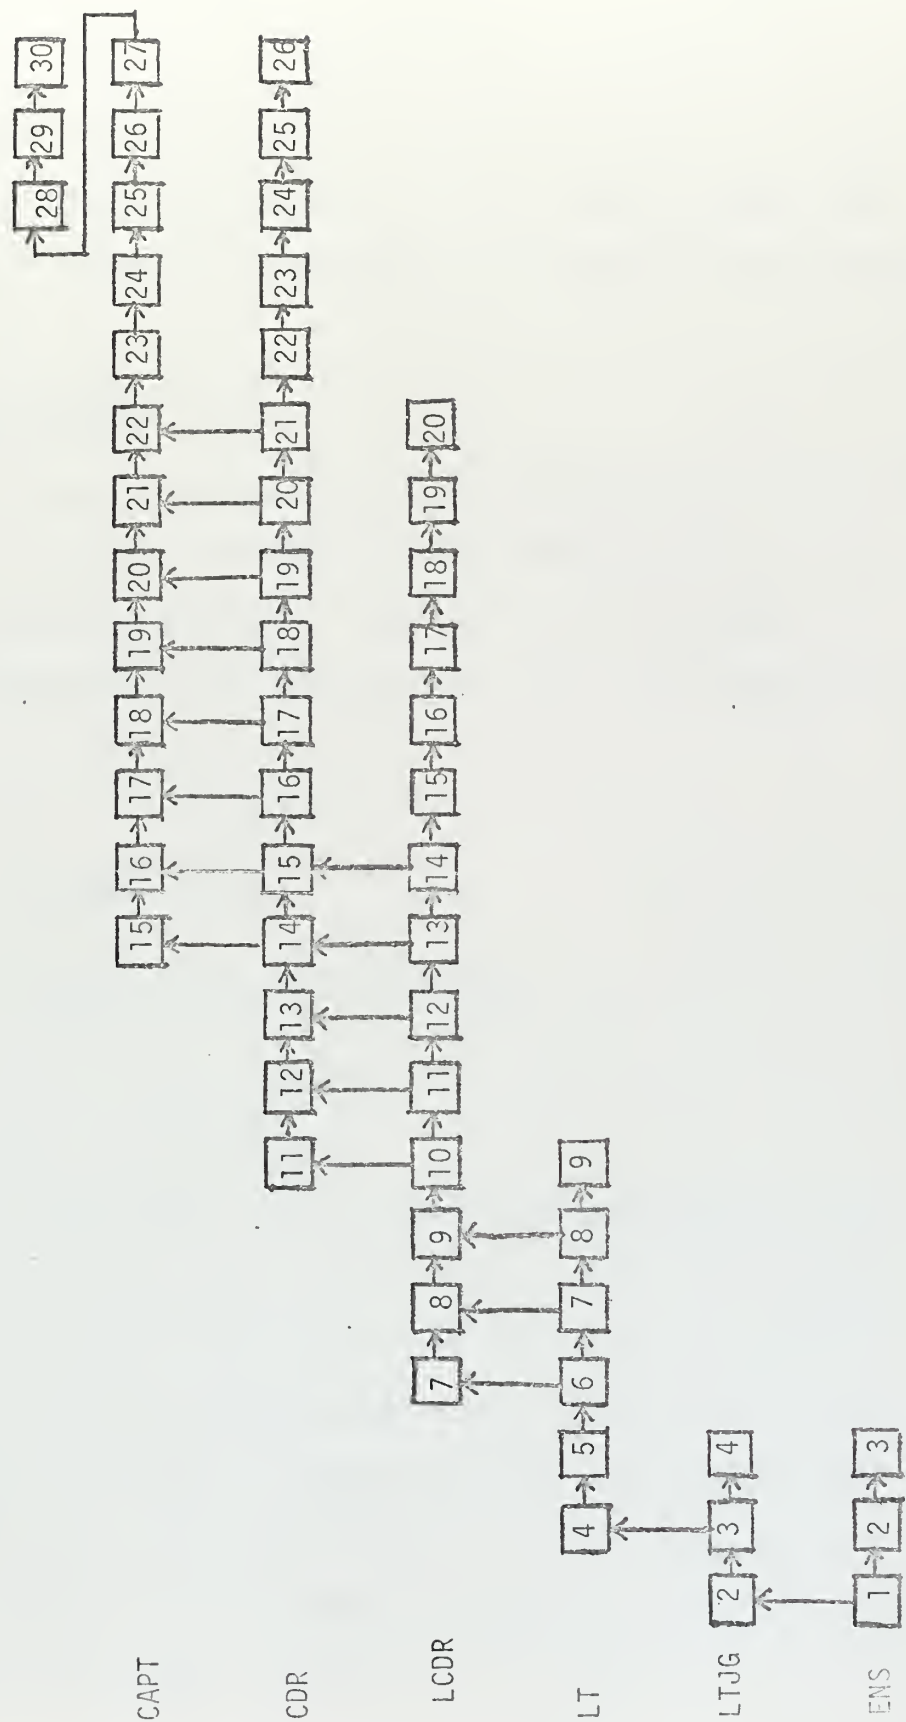 28 29 30
CAPT 15 16 17 18 19 20 21 22 23 24 25 26 27
CDR 11 12 13 14 15 16 17 18 19 20 21 22 23 24 25 26
LCDR 7 8 9 10 11 12 13 14 15 16 17 18 19 20
LT 4 5 6 7 8 9
LTJG 2 3 4
ENS 1 2 3